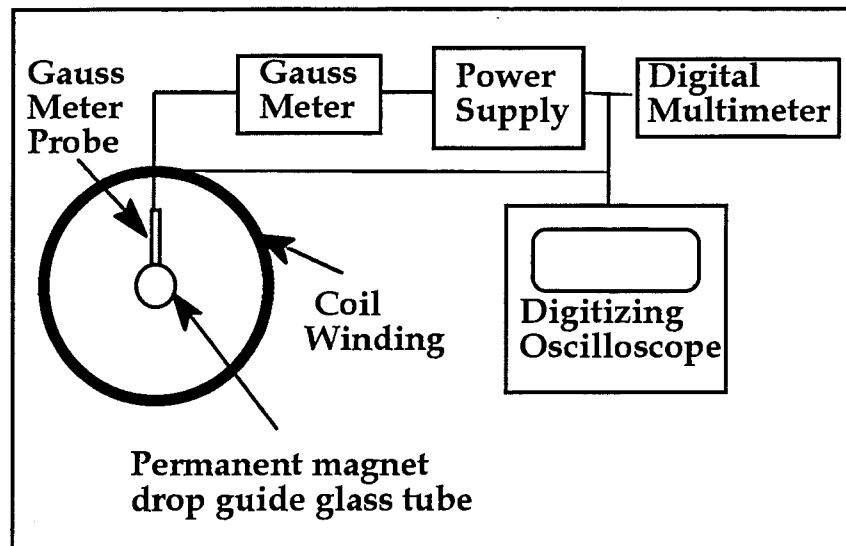 Gauss
Meter
Probe
Gauss
Meter
Power
Supply
Digital
Multimeter
Coil
Winding
Digitizing
Oscilloscope
Permanent magnet
drop guide glass tube